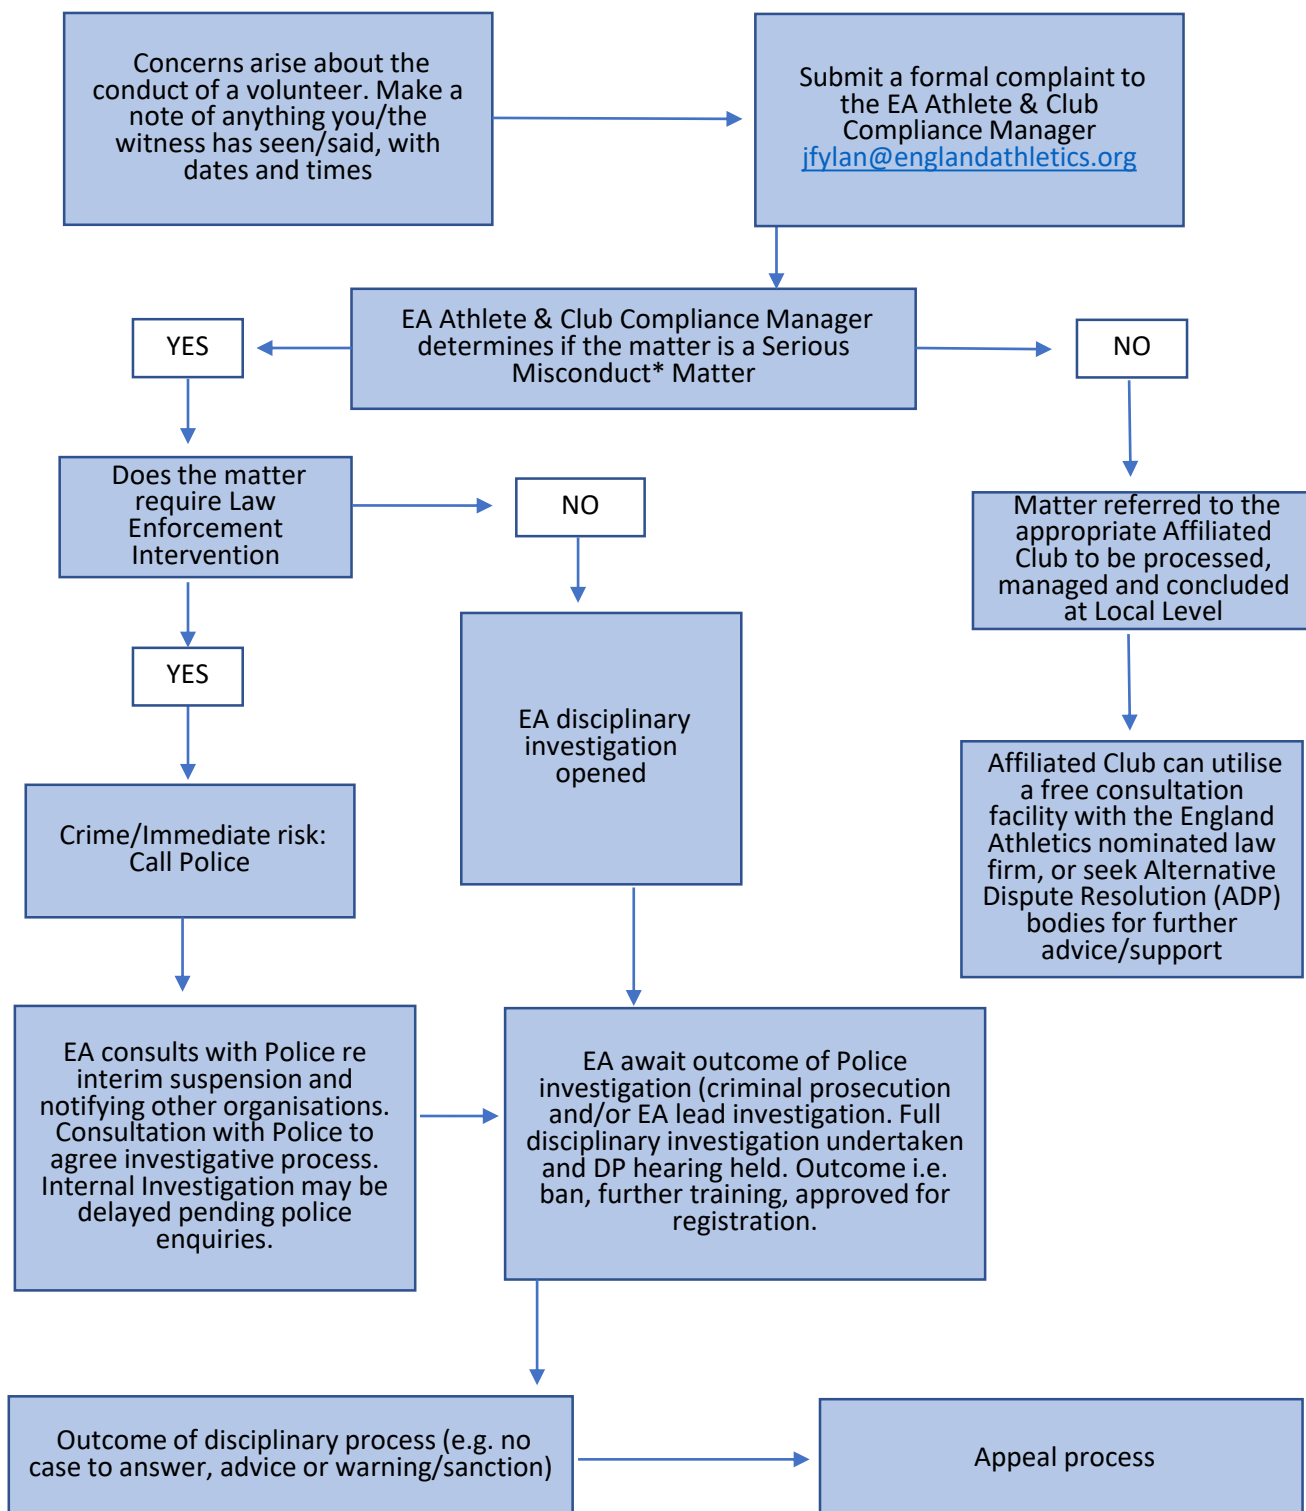 Concerns arise about the
conduct of a volunteer. Make a
note of anything you/the
witness has seen/said, with
dates and times
Submit a formal complaint to
the EA Athlete & Club
Compliance Manager
jfylan@englandathletics.org
EA Athlete & Club Compliance Manager
determines if the matter is a Serious
Misconduct* Matter
YES
NO
Does the matter
require Law
Enforcement
Intervention
NO
Matter referred to the
appropriate Affiliated
Club to be processed,
managed and concluded
at Local Level
YES
EA disciplinary
investigation
opened
Affiliated Club can utilise
a free consultation
facility with the England
Athletics nominated law
firm, or seek Alternative
Dispute Resolution (ADP)
bodies for further
advice/support
Crime/Immediate risk:
Call Police
EA consults with Police re
interim suspension and
notifying other organisations.
Consultation with Police to
agree investigative process.
Internal Investigation may be
delayed pending police
enquiries.
EA await outcome of Police
investigation (criminal prosecution
and/or EA lead investigation. Full
disciplinary investigation undertaken
and DP hearing held. Outcome i.e.
ban, further training, approved for
registration.
Outcome of disciplinary process (e.g. no
case to answer, advice or warning/sanction)
Appeal process